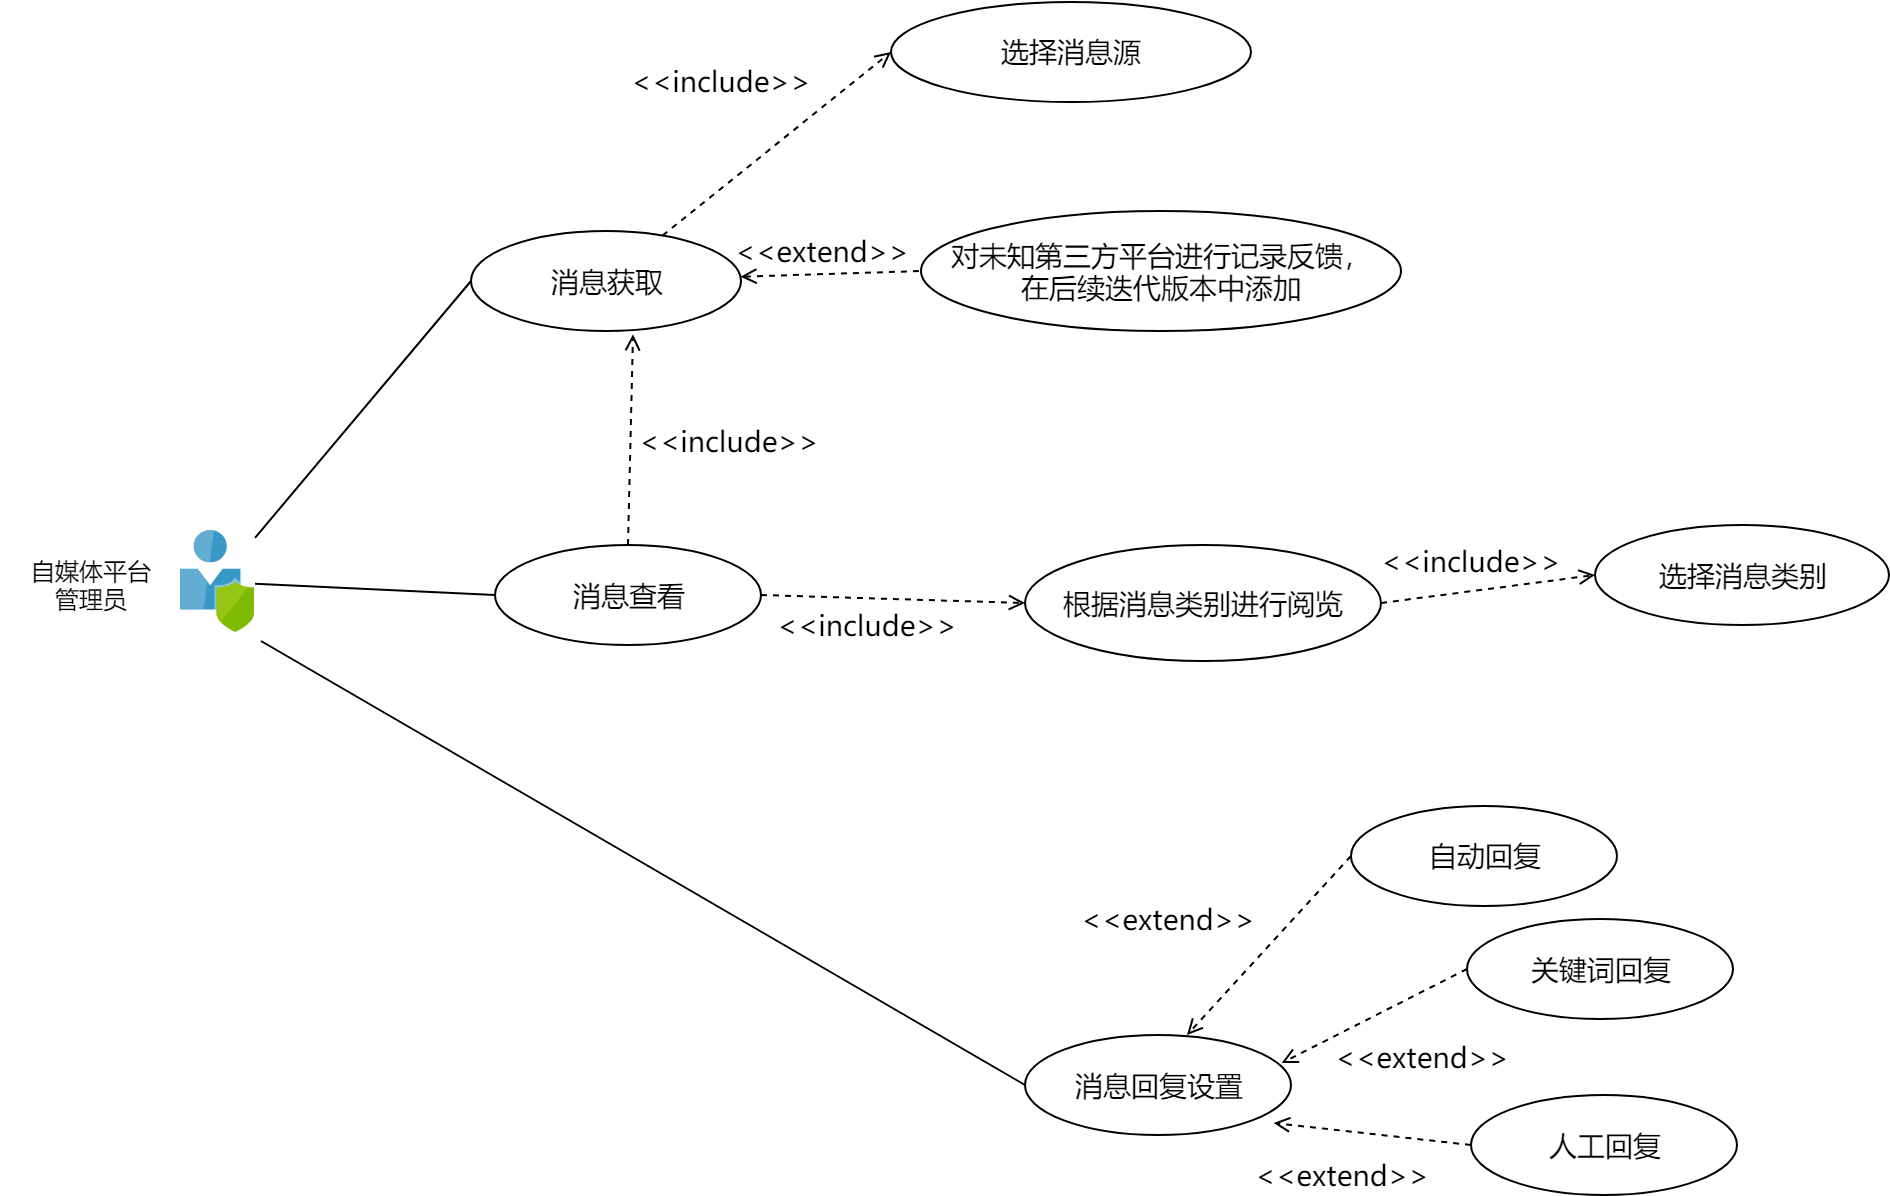 选择消息源
<<include>>
消息获取
<<extend>>
对未知第三方平台进行记录反馈，
在后续迭代版本中添加
<<include>>
自媒体平台
管理员
消息查看
<<include>>
根据消息类别进行阅览
<<include>>
选择消息类别
自动回复
<<extend>>
关键词回复
<<extend>>
消息回复设置
人工回复
<<extend>>